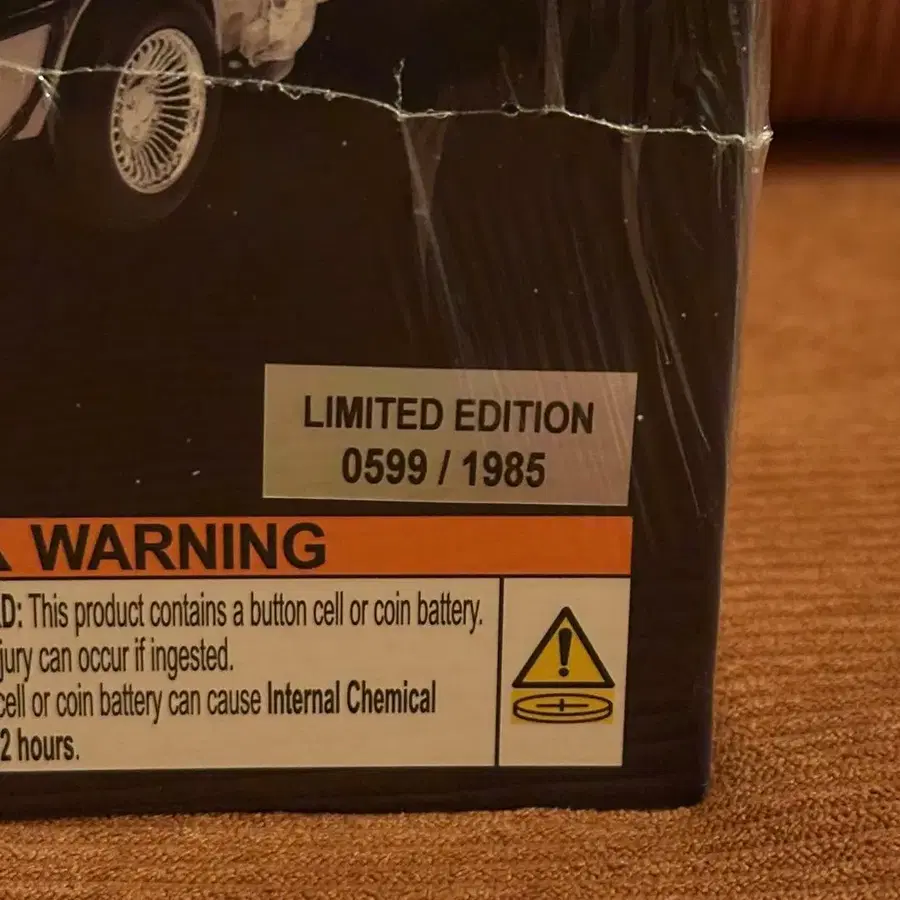 LIMITED EDITION
0599 / 1985
WARNING
D: This product contains a button cell or coin battery.
jury can occur if ingested.
cell or coin battery can cause Internal Chemical
2 hours.